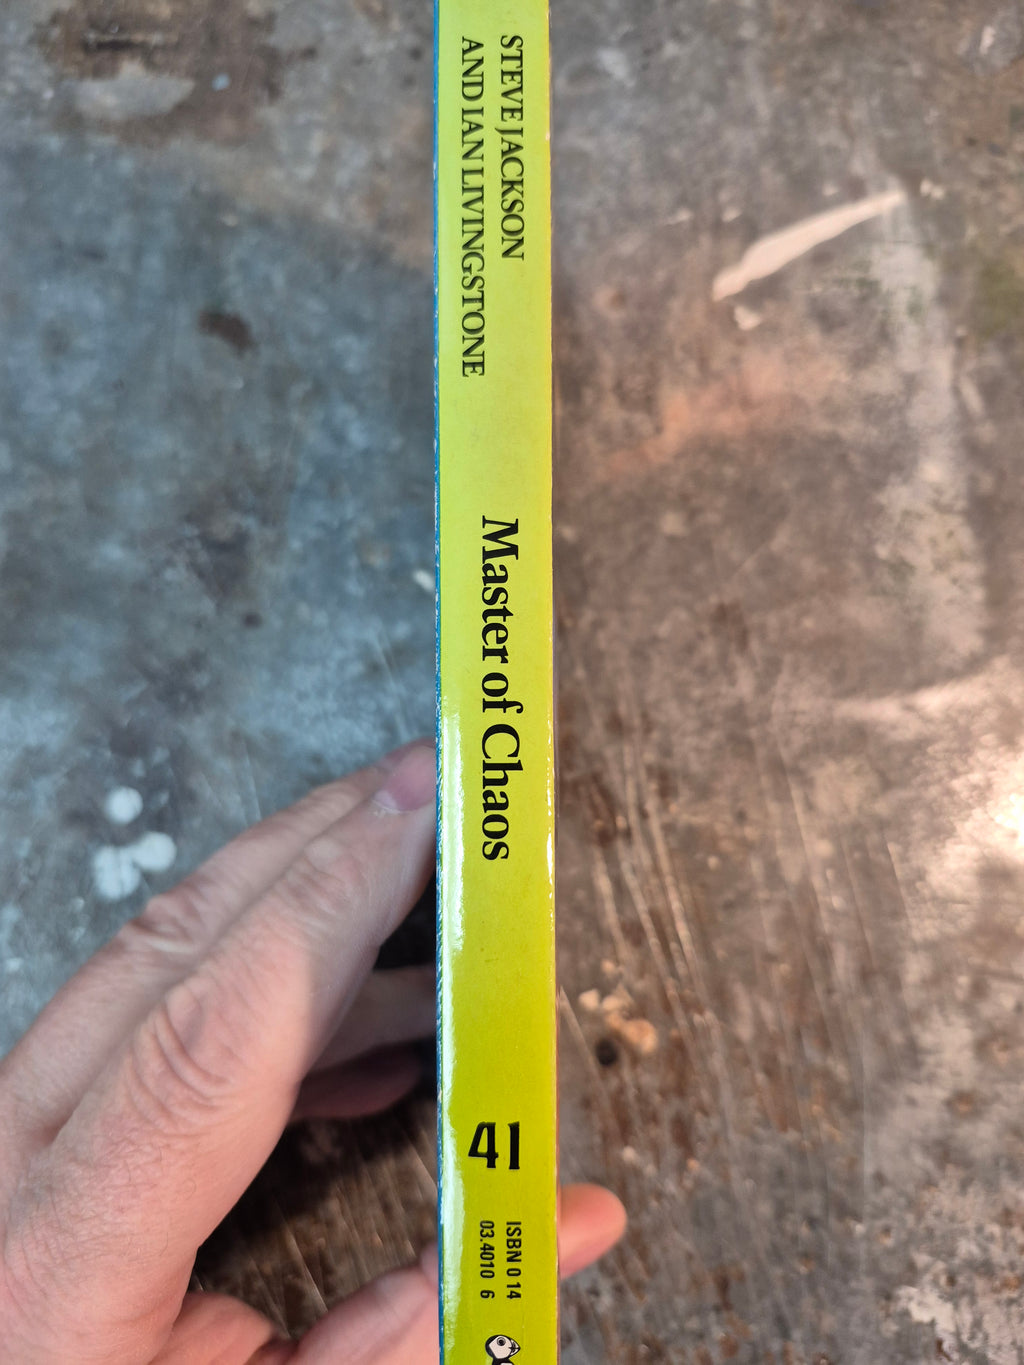 STEVE JACKSON
AND IAN LIVINGSTONE
Master of Chaos
41
ISBN 0 14
03.4010 6